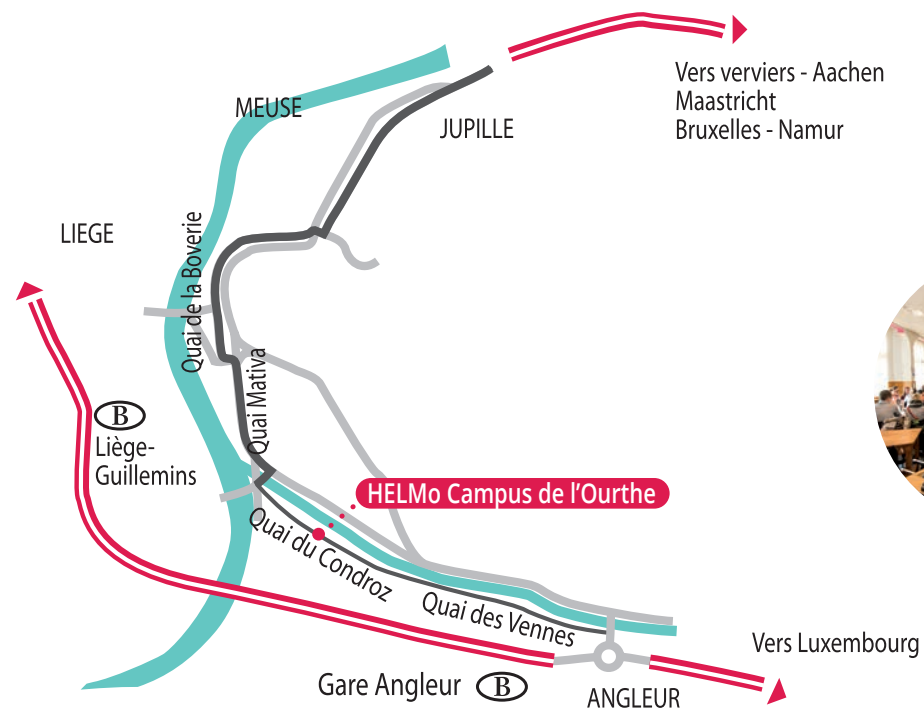 Vers verviers - Aachen
Maastricht
Bruxelles - Namur
MEUSE
JUPILLE
LIEGE
Quai de la Boverie
Quai Mativa
B
Liège-
Guillemins
HELMo Campus de l'Ourthe
Quai du Condroz
Quai des Vennes
Vers Luxembourg
Gare Angleur B
ANGLEUR